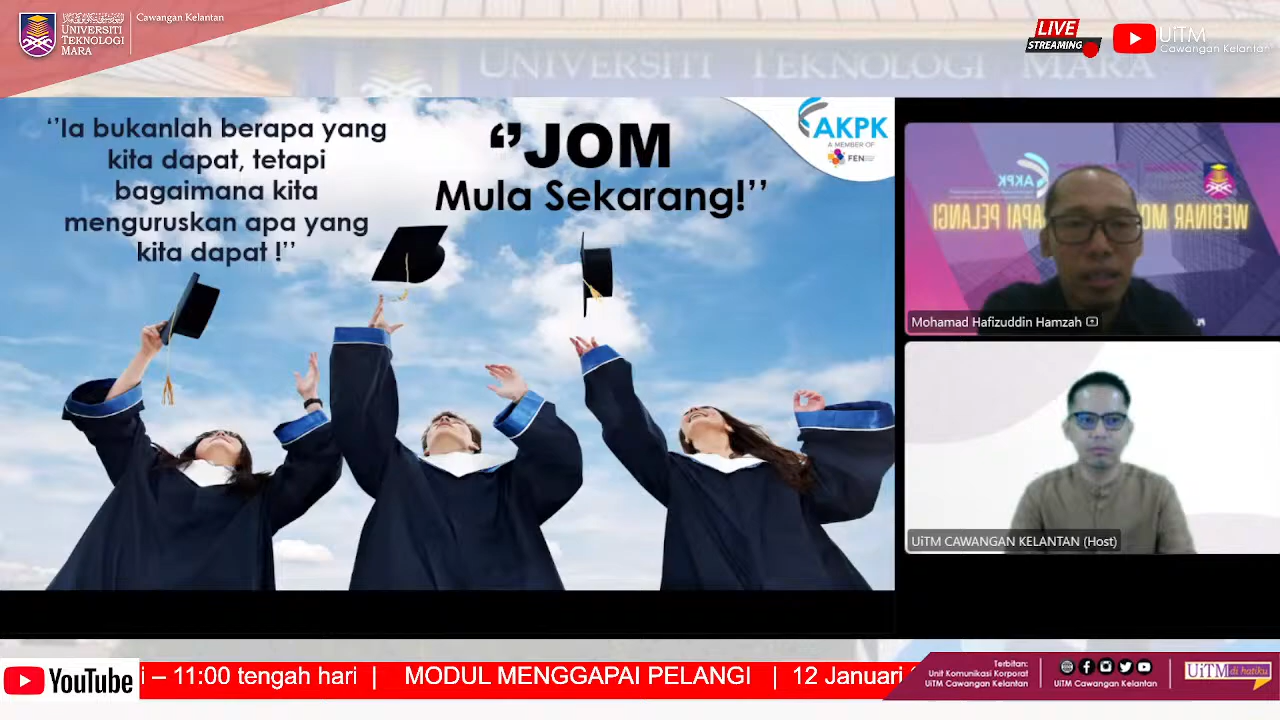 UNIVERSITI
TEKNOLOGI
MARA
Cawangan Kelantan
UNIVERSITI TEKNOLOGI MARA
LIVE
STREAMING
UiTM
Cawangan Kelantan
‘’Ia bukanlah berapa yang
kita dapat, tetapi
bagaimana kita
menguruskan apa yang
kita dapat !’’
‘’JOM
Mula Sekarang!’’
AKPK
A MEMBER OF
FEN
AKPK
WEBINAR MO
APAI PELANGI
Mohamad Hafizuddin Hamzah
UiTM CAWANGAN KELANTAN (Host)
YouTube
i – 11:00 tengah hari | MODUL MENGGAPAI PELANGI | 12 Januari
Terbitan:
Unit Komunikasi Korporat
UiTM Cawangan Kelantan
UiTM Cawangan Kelantan
UiTM di hatiku